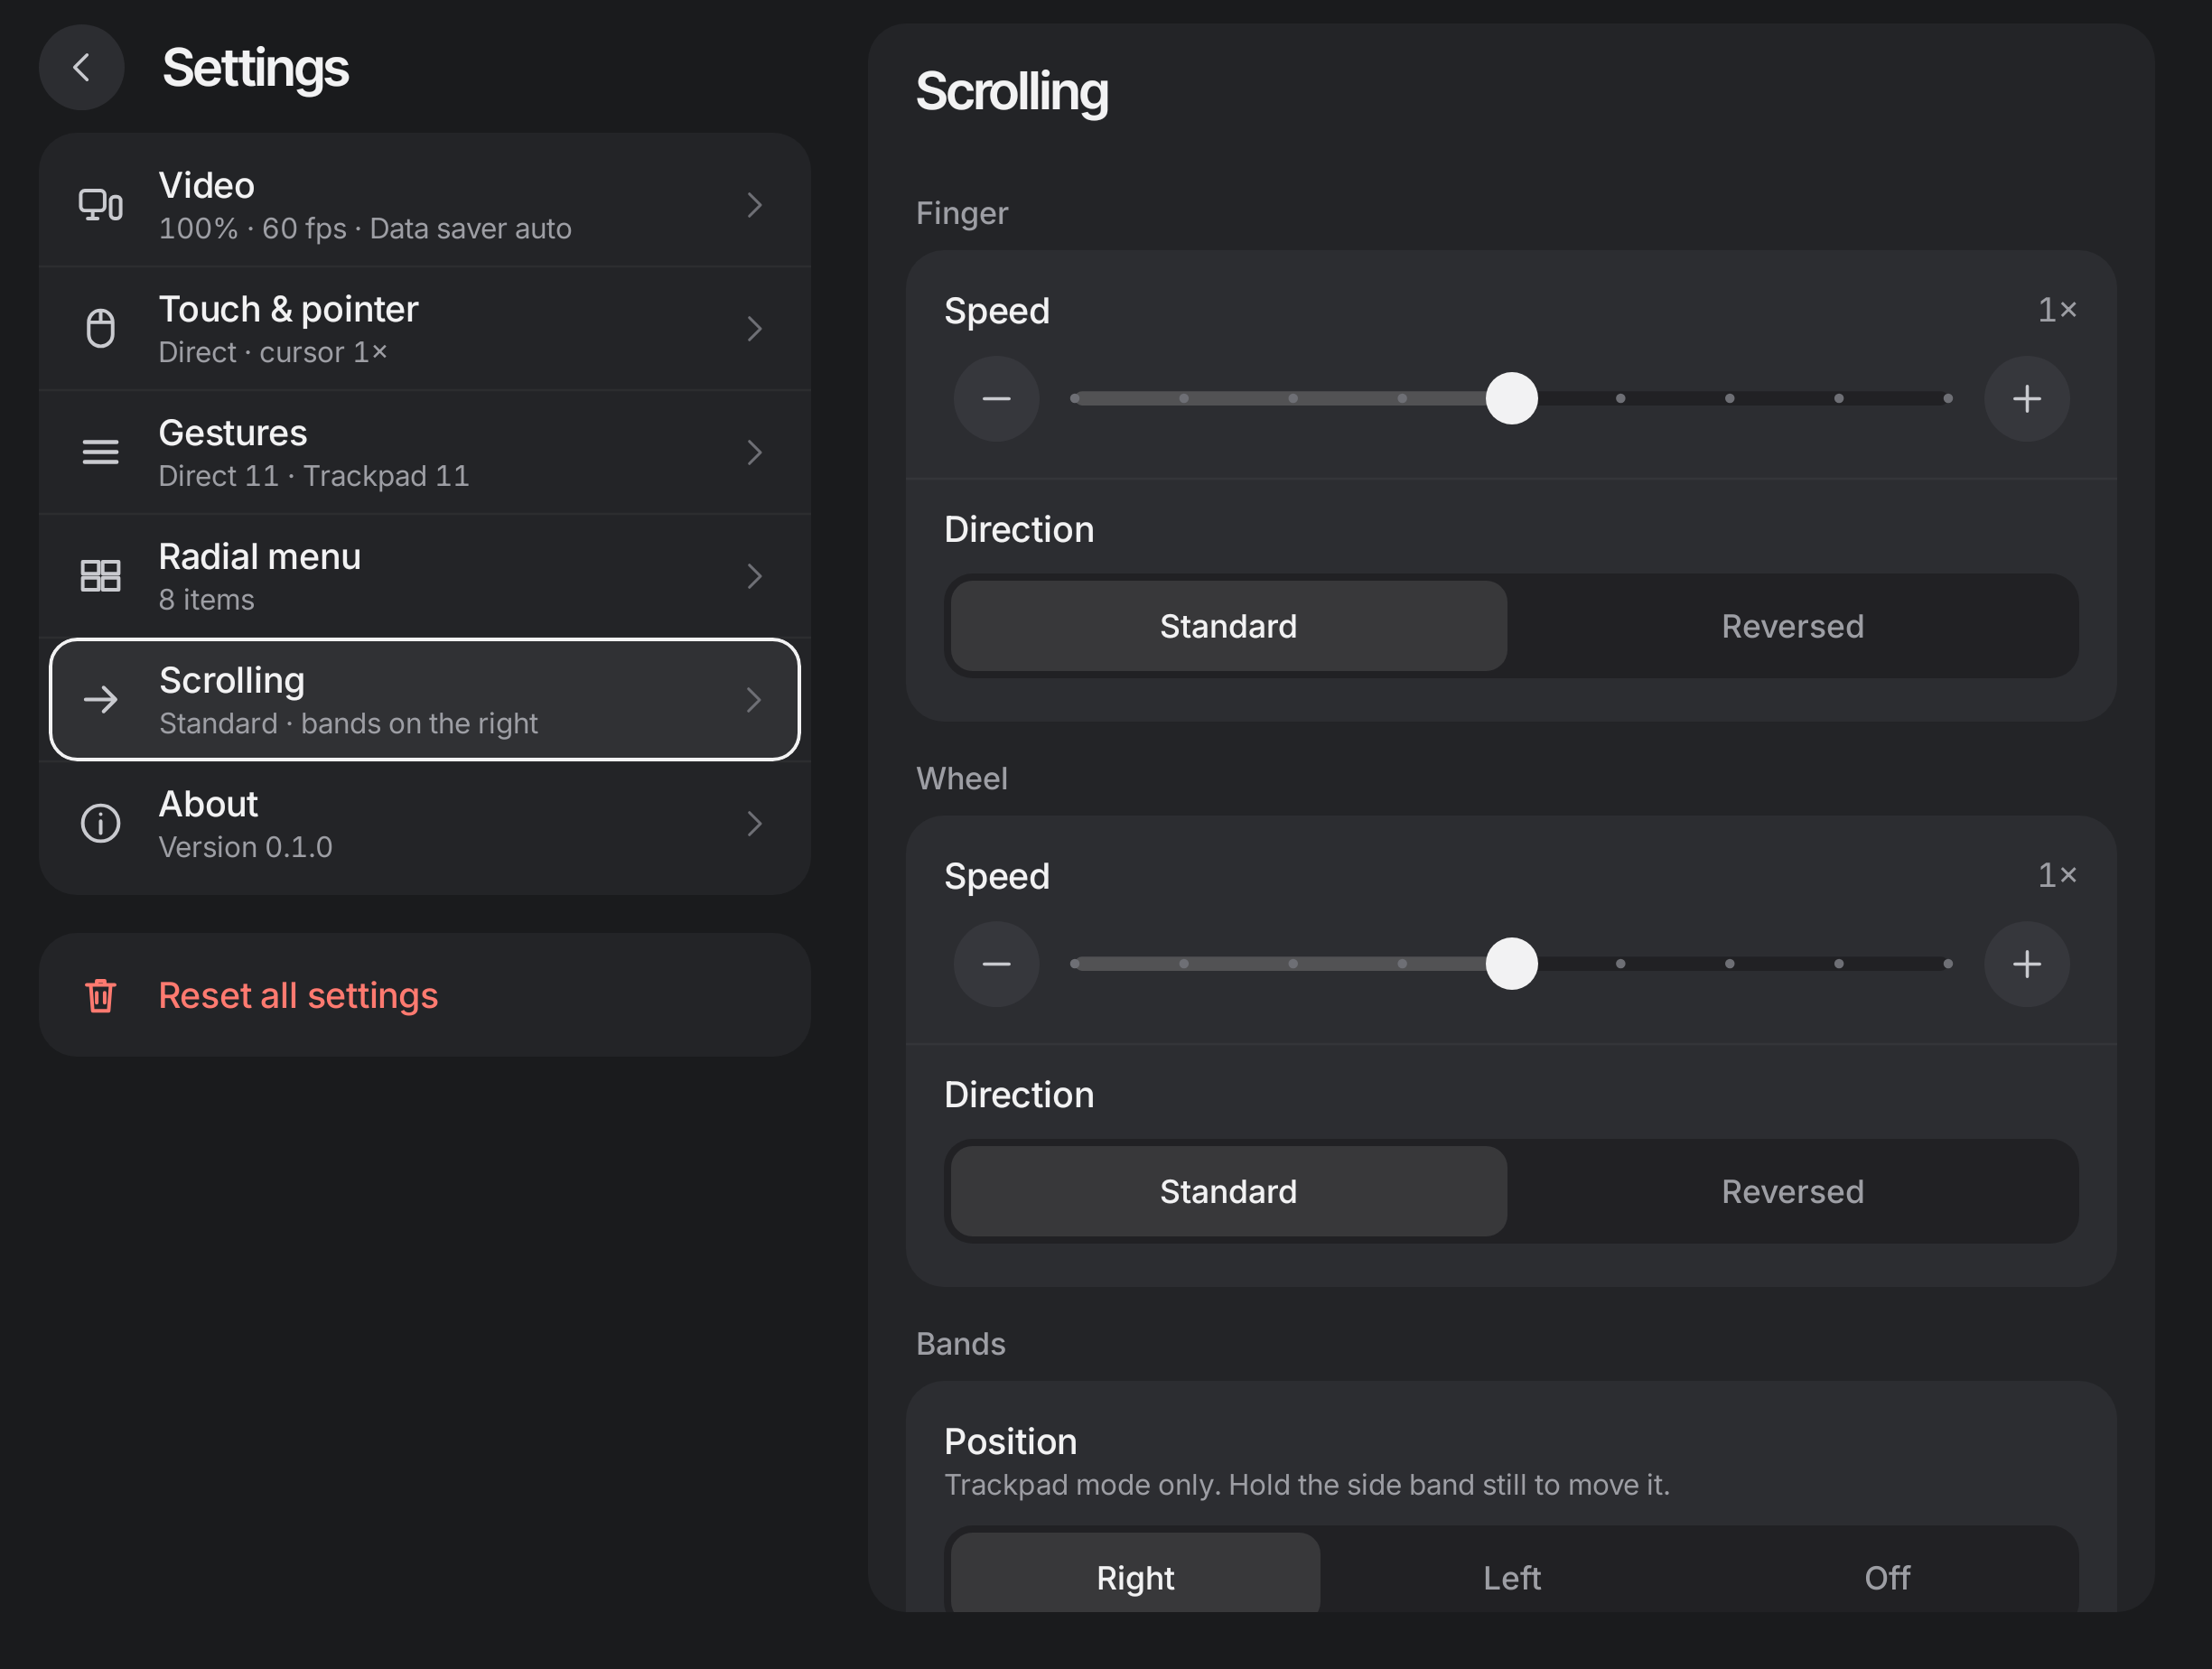 Settings
Video
100% · 60 fps · Data saver auto
Touch & pointer
Direct · cursor 1×
Gestures
Direct 11 · Trackpad 11
Radial menu
8 items
Scrolling
Standard · bands on the right
About
Version 0.1.0
Reset all settings
Scrolling
Finger
Speed 1×
Direction
Standard Reversed
Wheel
Speed 1×
Direction
Standard Reversed
Bands
Position
Trackpad mode only. Hold the side band still to move it.
Right Left Off